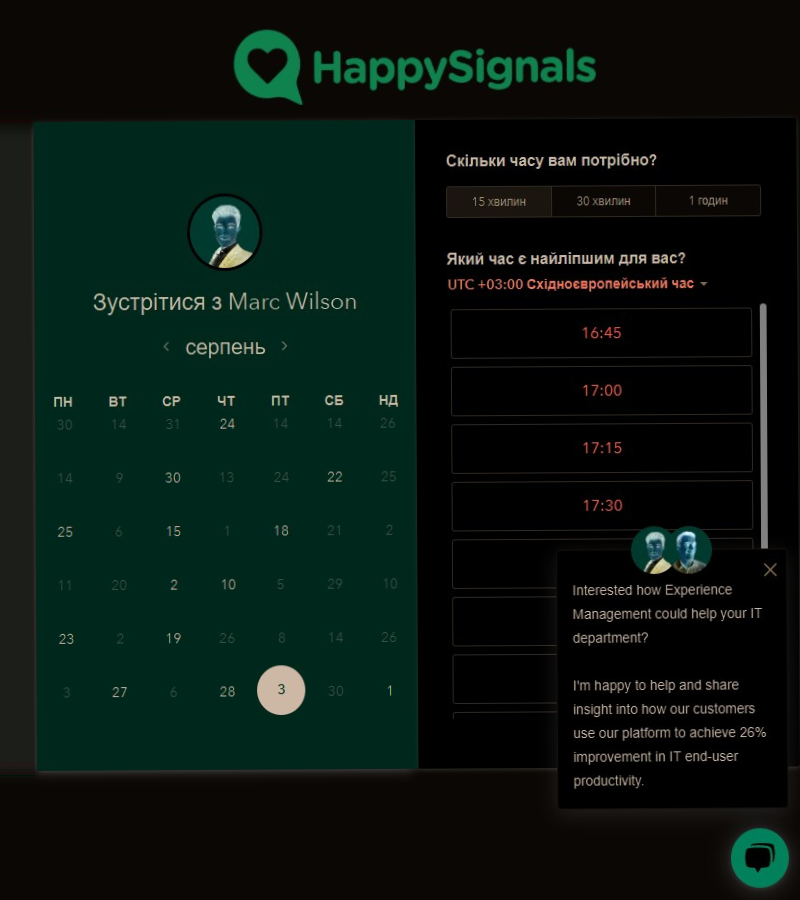 HappySignals
Зустрітися з Marc Wilson
серпень
ПН ВТ СР ЧТ ПТ СБ НД
30 14 31 24 14 14 26
14 9 30 13 24 22 25
25 6 15 1 18 21 2
11 20 2 10 5 29 10
23 2 19 26 8 14 26
3 27 6 28 3 30 1
Скільки часу вам потрібно?
15 хвилин 30 хвилин 1 годин
Який час є найліпшим для вас?
UTC +03:00 Східноєвропейський час
16:45
17:00
17:15
17:30
Interested how Experience
Management could help your IT
department?
I'm happy to help and share
insight into how our customers
use our platform to achieve 26%
improvement in IT end-user
productivity.